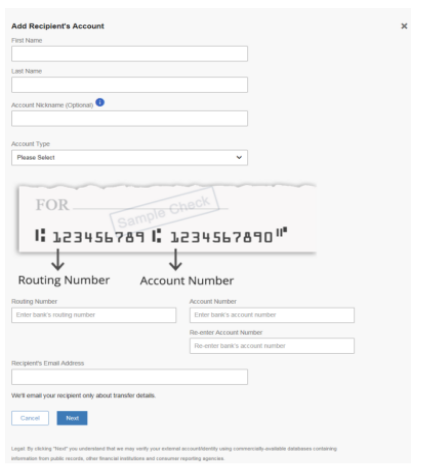 Add Recipient's Account
First Name
Last Name
Account Nickname (Optional)
Account Type
Please Select
FOR
Sample Check
⑆ 123456789 ⑆ 1234567890 ⑈
Routing Number Account Number
Routing Number Account Number
Enter bank's routing number Enter bank's account number
Re-enter Account Number
Re-enter bank's account number
Recipient's Email Address
We'll email your recipient only about transfer details.
Cancel Next
Legal: By clicking "Next" you understand that we may verify your external account/identity using commercially available databases containing
information from public records, other financial institutions and consumer reporting agencies.